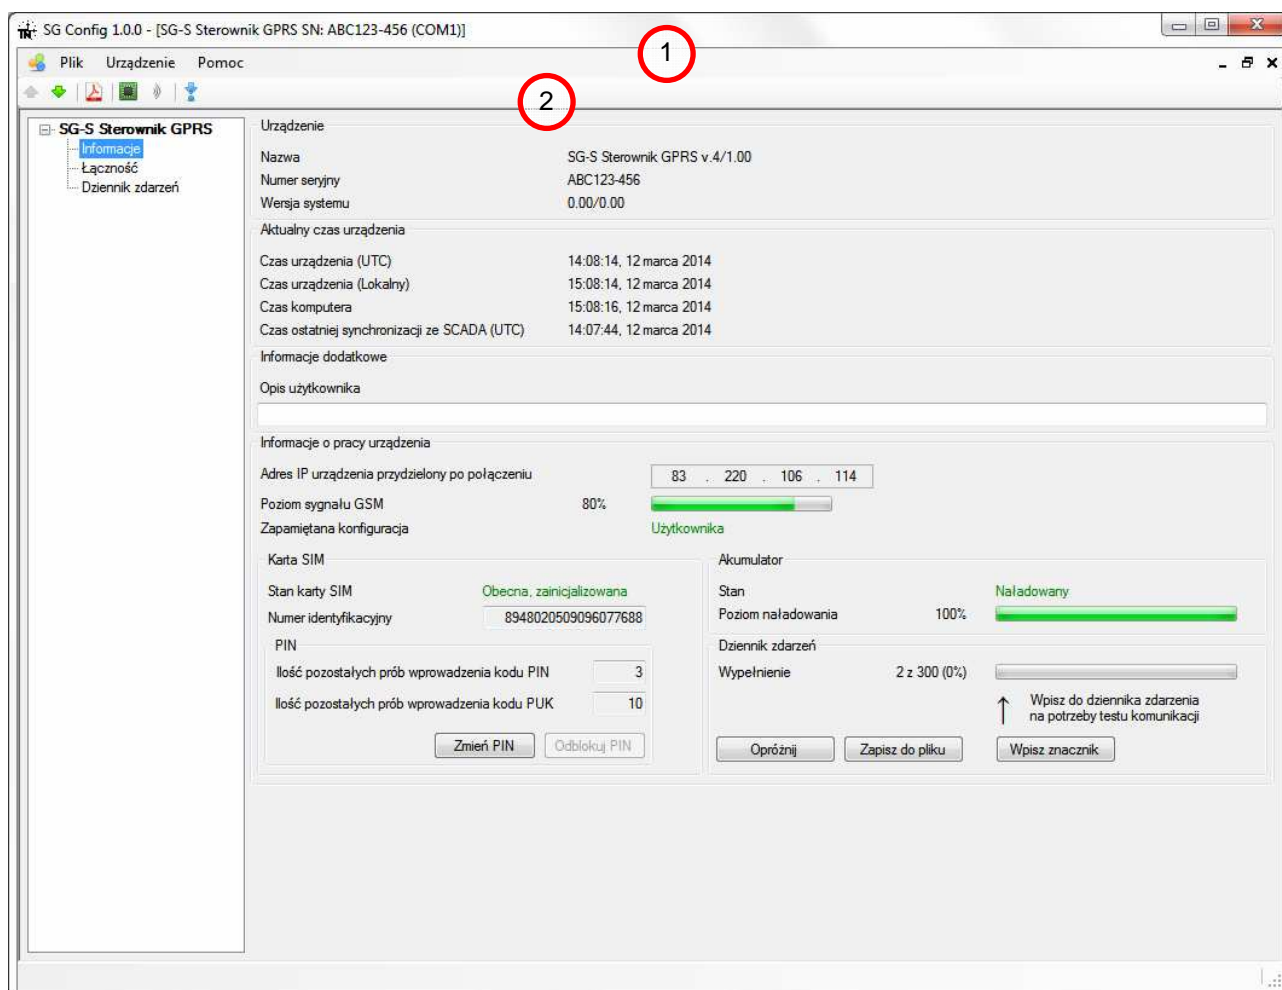 SG Config 1.0.0 - [SG-S Sterownik GPRS SN: ABC123-456 (COM1)]
1
Plik Urządzenie Pomoc
2
SG-S Sterownik GPRS
Informacje
Łączność
Dziennik zdarzeń
Urządzenie
Nazwa SG-S Sterownik GPRS v.4/1.00
Numer seryjny ABC123-456
Wersja systemu 0.00/0.00
Aktualny czas urządzenia
Czas urządzenia (UTC) 14:08:14, 12 marca 2014
Czas urządzenia (Lokalny) 15:08:14, 12 marca 2014
Czas komputera 15:08:16, 12 marca 2014
Czas ostatniej synchronizacji ze SCADA (UTC) 14:07:44, 12 marca 2014
Informacje dodatkowe
Opis użytkownika
Informacje o pracy urządzenia
Adres IP urządzenia przydzielony po połączeniu 83 . 220 . 106 . 114
Poziom sygnału GSM 80%
Zapamiętana konfiguracja Użytkownika
Karta SIM
Stan karty SIM Obecna, zainicjalizowana
Numer identyfikacyjny 8948020509096077688
PIN
Ilość pozostałych prób wprowadzenia kodu PIN 3
Ilość pozostałych prób wprowadzenia kodu PUK 10
Zmień PIN Odblokuj PIN
Akumulator
Stan Naładowany
Poziom naładowania 100%
Dziennik zdarzeń
Wypełnienie 2 z 300 (0%)
Wpisz do dziennika zdarzenia
na potrzeby testu komunikacji
Opróżnij Zapisz do pliku Wpisz znacznik